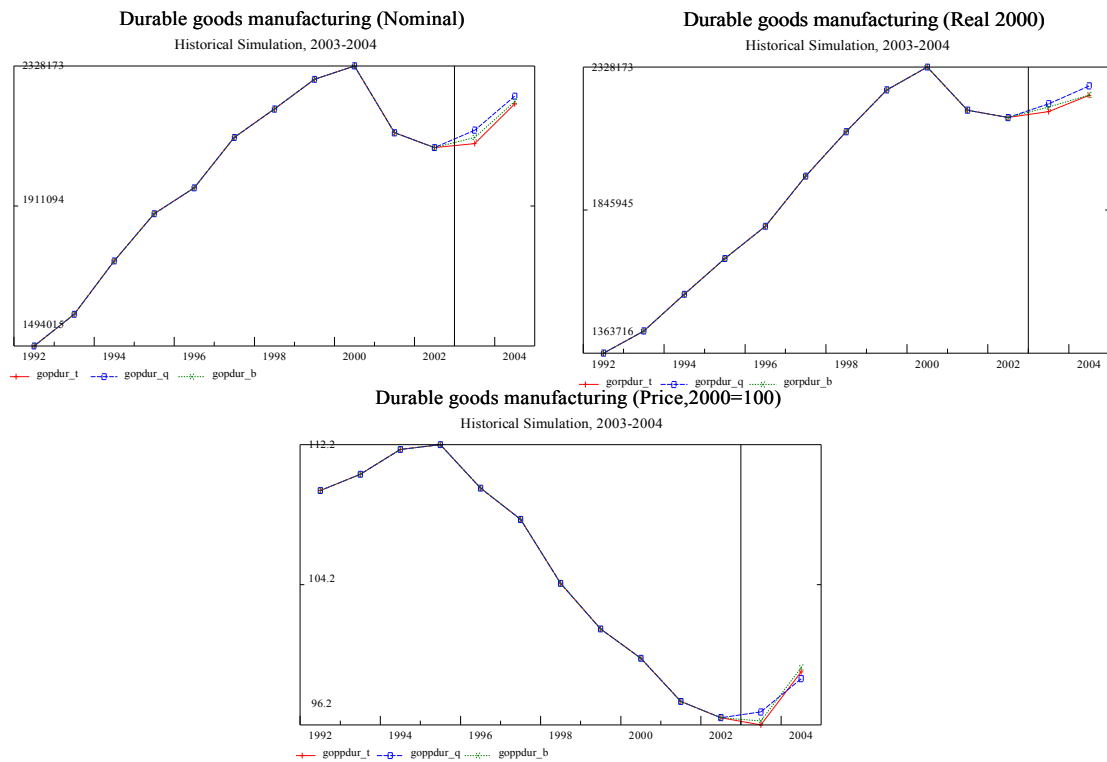 Durable goods manufacturing (Nominal)
Historical Simulation, 2003-2004
2328173
1911094
1494015
1992 1994 1996 1998 2000 2002 2004
gopdur_t gopdur_q gopdur_b
Durable goods manufacturing (Real 2000)
Historical Simulation, 2003-2004
2328173
1845945
1363716
1992 1994 1996 1998 2000 2002 2004
gorpdur_t gorpdur_q gorpdur_b
Durable goods manufacturing (Price,2000=100)
Historical Simulation, 2003-2004
112.2
104.2
96.2
1992 1994 1996 1998 2000 2002 2004
goppdur_t goppdur_q goppdur_b